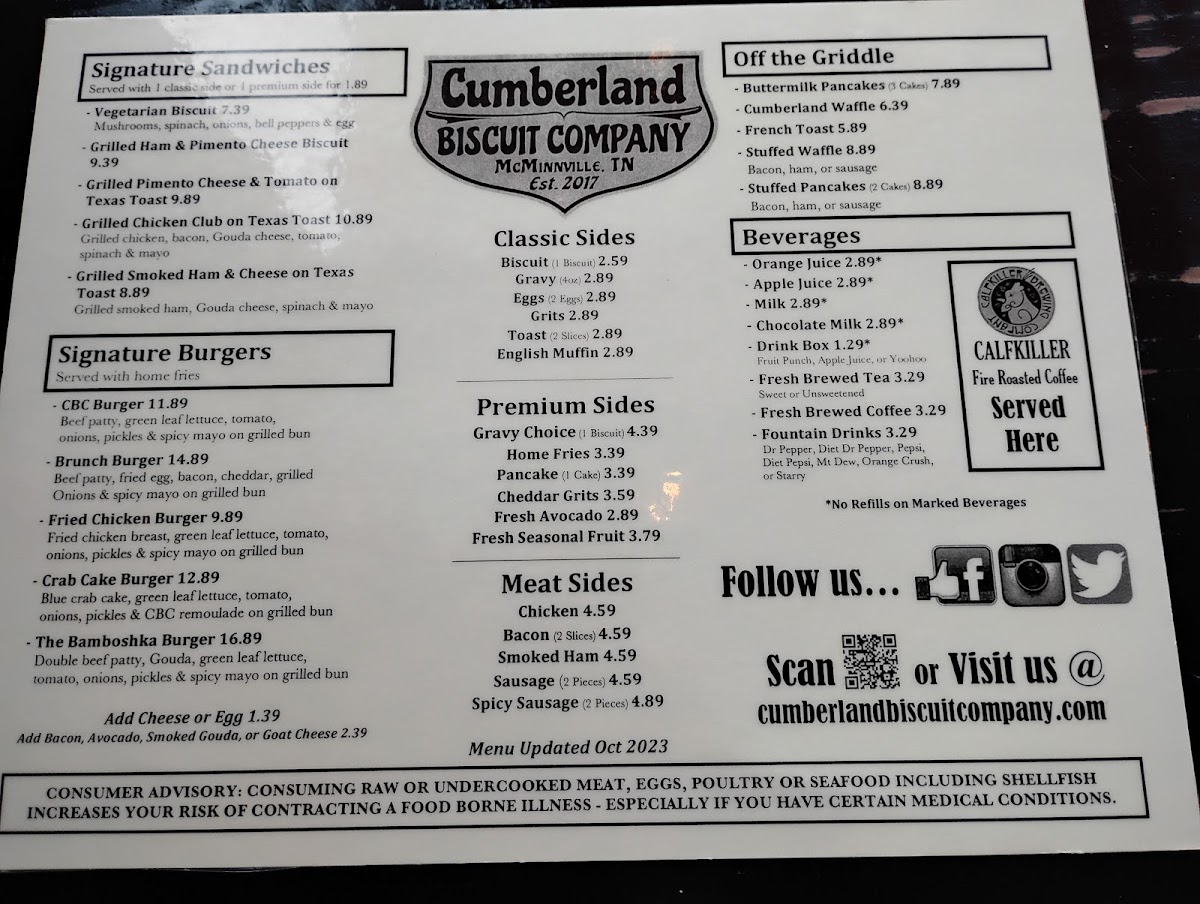 Signature Sandwiches
Served with 1 classic side or 1 premium side for 1.89
- Vegetarian Biscuit 7.39
Mushrooms, spinach, onions, bell peppers & egg
- Grilled Ham & Pimento Cheese Biscuit
9.39
- Grilled Pimento Cheese & Tomato on
Texas Toast 9.89
- Grilled Chicken Club on Texas Toast 10.89
Grilled chicken, bacon, Gouda cheese, tomato,
spinach & mayo
- Grilled Smoked Ham & Cheese on Texas
Toast 8.89
Grilled smoked ham, Gouda cheese, spinach & mayo
Signature Burgers
Served with home fries
- CBC Burger 11.89
Beef patty, green leaf lettuce, tomato,
onions, pickles & spicy mayo on grilled bun
- Brunch Burger 14.89
Beef patty, fried egg, bacon, cheddar, grilled
Onions & spicy mayo on grilled bun
- Fried Chicken Burger 9.89
Fried chicken breast, green leaf lettuce, tomato,
onions, pickles & spicy mayo on grilled bun
- Crab Cake Burger 12.89
Blue crab cake, green leaf lettuce, tomato,
onions, pickles & CBC remoulade on grilled bun
- The Bamboshka Burger 16.89
Double beef patty, Gouda, green leaf lettuce,
tomato, onions, pickles & spicy mayo on grilled bun
Add Cheese or Egg 1.39
Add Bacon, Avocado, Smoked Gouda, or Goat Cheese 2.39
Cumberland
BISCUIT COMPANY
McMINNVILLE, TN
Est. 2017
Classic Sides
Biscuit (1 Biscuit) 2.59
Gravy (4oz) 2.89
Eggs (2 Eggs) 2.89
Grits 2.89
Toast (2 Slices) 2.89
English Muffin 2.89
Premium Sides
Gravy Choice (1 Biscuit) 4.39
Home Fries 3.39
Pancake (1 Cake) 3.39
Cheddar Grits 3.59
Fresh Avocado 2.89
Fresh Seasonal Fruit 3.79
Meat Sides
Chicken 4.59
Bacon (2 Slices) 4.59
Smoked Ham 4.59
Sausage (2 Pieces) 4.59
Spicy Sausage (2 Pieces) 4.89
Menu Updated Oct 2023
Off the Griddle
- Buttermilk Pancakes (3 Cakes) 7.89
- Cumberland Waffle 6.39
- French Toast 5.89
- Stuffed Waffle 8.89
Bacon, ham, or sausage
- Stuffed Pancakes (2 Cakes) 8.89
Bacon, ham, or sausage
Beverages
- Orange Juice 2.89*
- Apple Juice 2.89*
- Milk 2.89*
- Chocolate Milk 2.89*
- Drink Box 1.29*
Fruit Punch, Apple Juice, or Yoohoo
- Fresh Brewed Tea 3.29
Sweet or Unsweetened
- Fresh Brewed Coffee 3.29
- Fountain Drinks 3.29
Dr Pepper, Diet Dr Pepper, Pepsi,
Diet Pepsi, Mt Dew, Orange Crush,
or Starry
CALFKILLER BREWING COMPANY
CALFKILLER
Fire Roasted Coffee
Served
Here
*No Refills on Marked Beverages
Follow us...
Scan or Visit us @
cumberlandbiscuitcompany.com
CONSUMER ADVISORY: CONSUMING RAW OR UNDERCOOKED MEAT, EGGS, POULTRY OR SEAFOOD INCLUDING SHELLFISH
INCREASES YOUR RISK OF CONTRACTING A FOOD BORNE ILLNESS - ESPECIALLY IF YOU HAVE CERTAIN MEDICAL CONDITIONS.